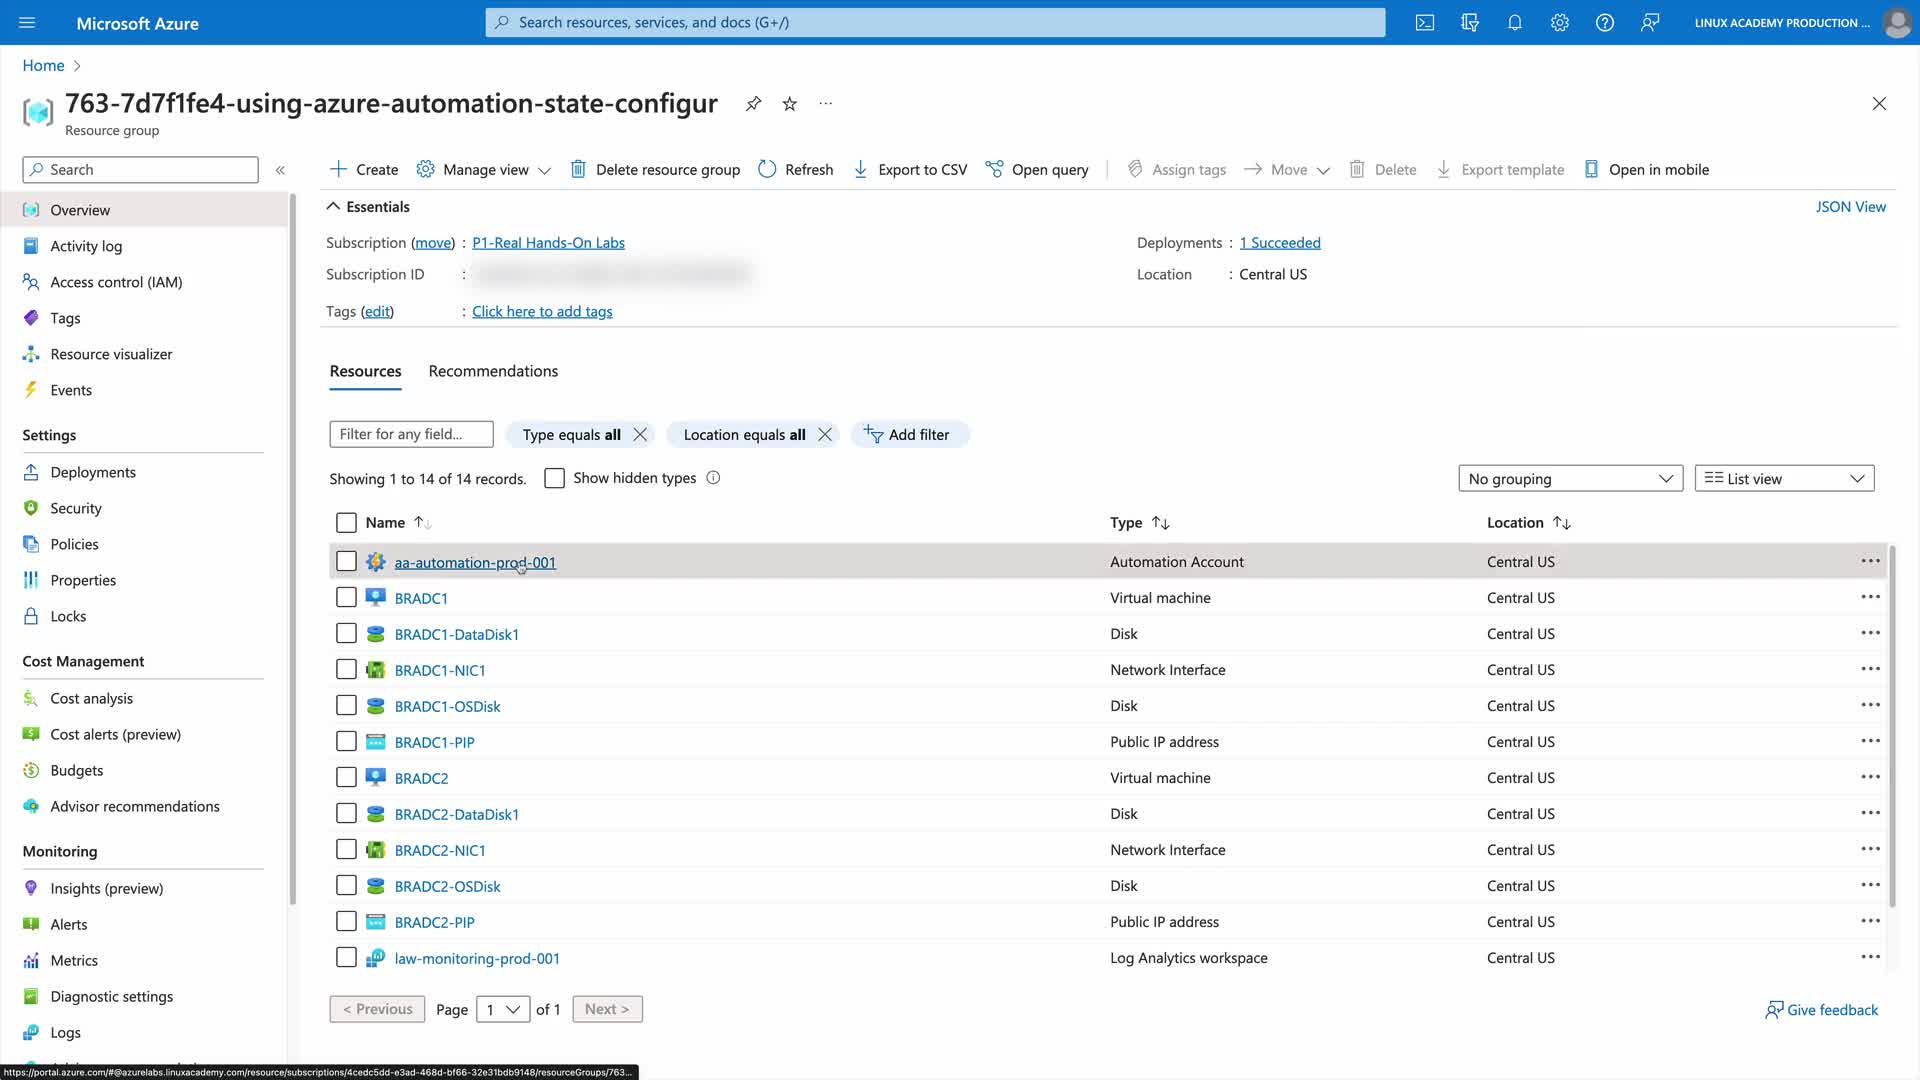 Microsoft Azure
Search resources, services, and docs (G+/)
LINUX ACADEMY PRODUCTION ...
Home
763-7d7f1fe4-using-azure-automation-state-configur
Resource group
Search
Create
Manage view
Delete resource group
Refresh
Export to CSV
Open query
Assign tags
Move
Delete
Export template
Open in mobile
Overview
Activity log
Access control (IAM)
Tags
Resource visualizer
Events
Settings
Deployments
Security
Policies
Properties
Locks
Cost Management
Cost analysis
Cost alerts (preview)
Budgets
Advisor recommendations
Monitoring
Insights (preview)
Alerts
Metrics
Diagnostic settings
Logs
Essentials
JSON View
Subscription (move) : P1-Real Hands-On Labs
Deployments : 1 Succeeded
Subscription ID :
Location : Central US
Tags (edit) : Click here to add tags
Resources
Recommendations
Filter for any field...
Type equals all
Location equals all
Add filter
Showing 1 to 14 of 14 records.
Show hidden types
No grouping
List view
Name Type Location
aa-automation-prod-001 Automation Account Central US
BRADC1 Virtual machine Central US
BRADC1-DataDisk1 Disk Central US
BRADC1-NIC1 Network Interface Central US
BRADC1-OSDisk Disk Central US
BRADC1-PIP Public IP address Central US
BRADC2 Virtual machine Central US
BRADC2-DataDisk1 Disk Central US
BRADC2-NIC1 Network Interface Central US
BRADC2-OSDisk Disk Central US
BRADC2-PIP Public IP address Central US
law-monitoring-prod-001 Log Analytics workspace Central US
< Previous Page 1 of 1 Next >
Give feedback
https://portal.azure.com/#@azurelabs.linuxacademy.com/resource/subscriptions/4cedc5dd-e3ad-468d-bf66-32e31bdb9148/resourceGroups/763...